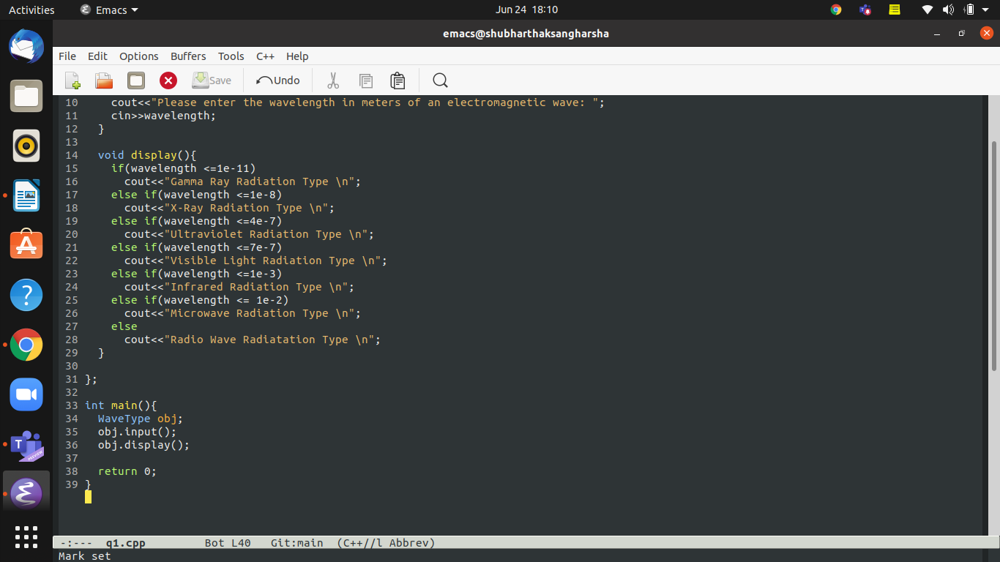 Activities Emacs Jun 24 18:10
emacs@shubharthaksangharsha
File Edit Options Buffers Tools C++ Help
Save Undo
10 cout<<"Please enter the wavelength in meters of an electromagnetic wave: ";
11 cin>>wavelength;
12 }
13
14 void display(){
15 if(wavelength <=1e-11)
16 cout<<"Gamma Ray Radiation Type \n";
17 else if(wavelength <=1e-8)
18 cout<<"X-Ray Radiation Type \n";
19 else if(wavelength <=4e-7)
20 cout<<"Ultraviolet Radiation Type \n";
21 else if(wavelength <=7e-7)
22 cout<<"Visible Light Radiation Type \n";
23 else if(wavelength <=1e-3)
24 cout<<"Infrared Radiation Type \n";
25 else if(wavelength <= 1e-2)
26 cout<<"Microwave Radiation Type \n";
27 else
28 cout<<"Radio Wave Radiatation Type \n";
29 }
30
31 };
32
33 int main(){
34 WaveType obj;
35 obj.input();
36 obj.display();
37
38 return 0;
39 }
-:--- q1.cpp Bot L40 Git:main (C++//l Abbrev)
Mark set
T
PREVIEW